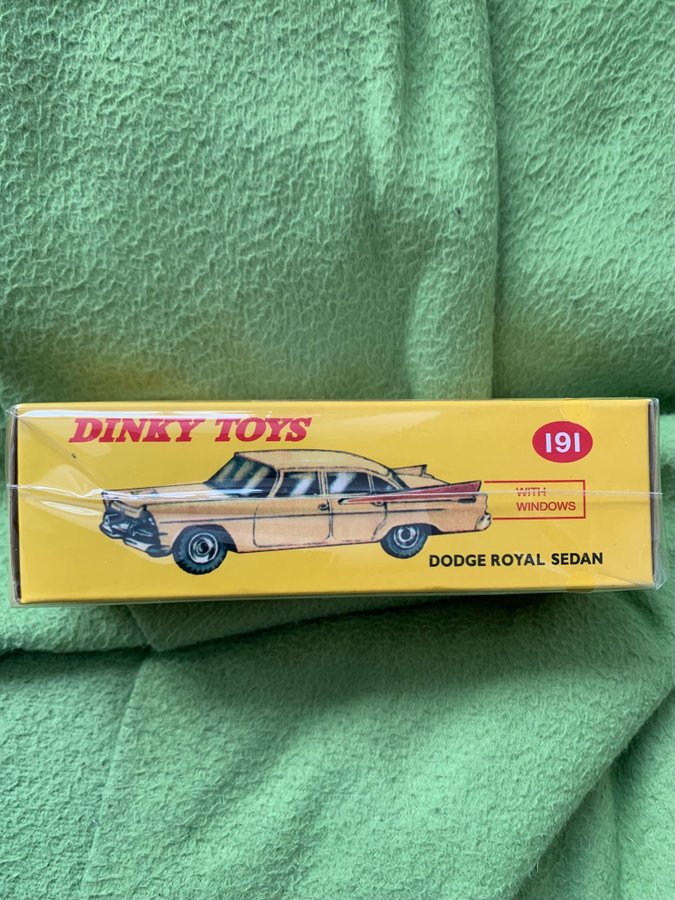 DINKY TOYS
191
WITH
WINDOWS
DODGE ROYAL SEDAN